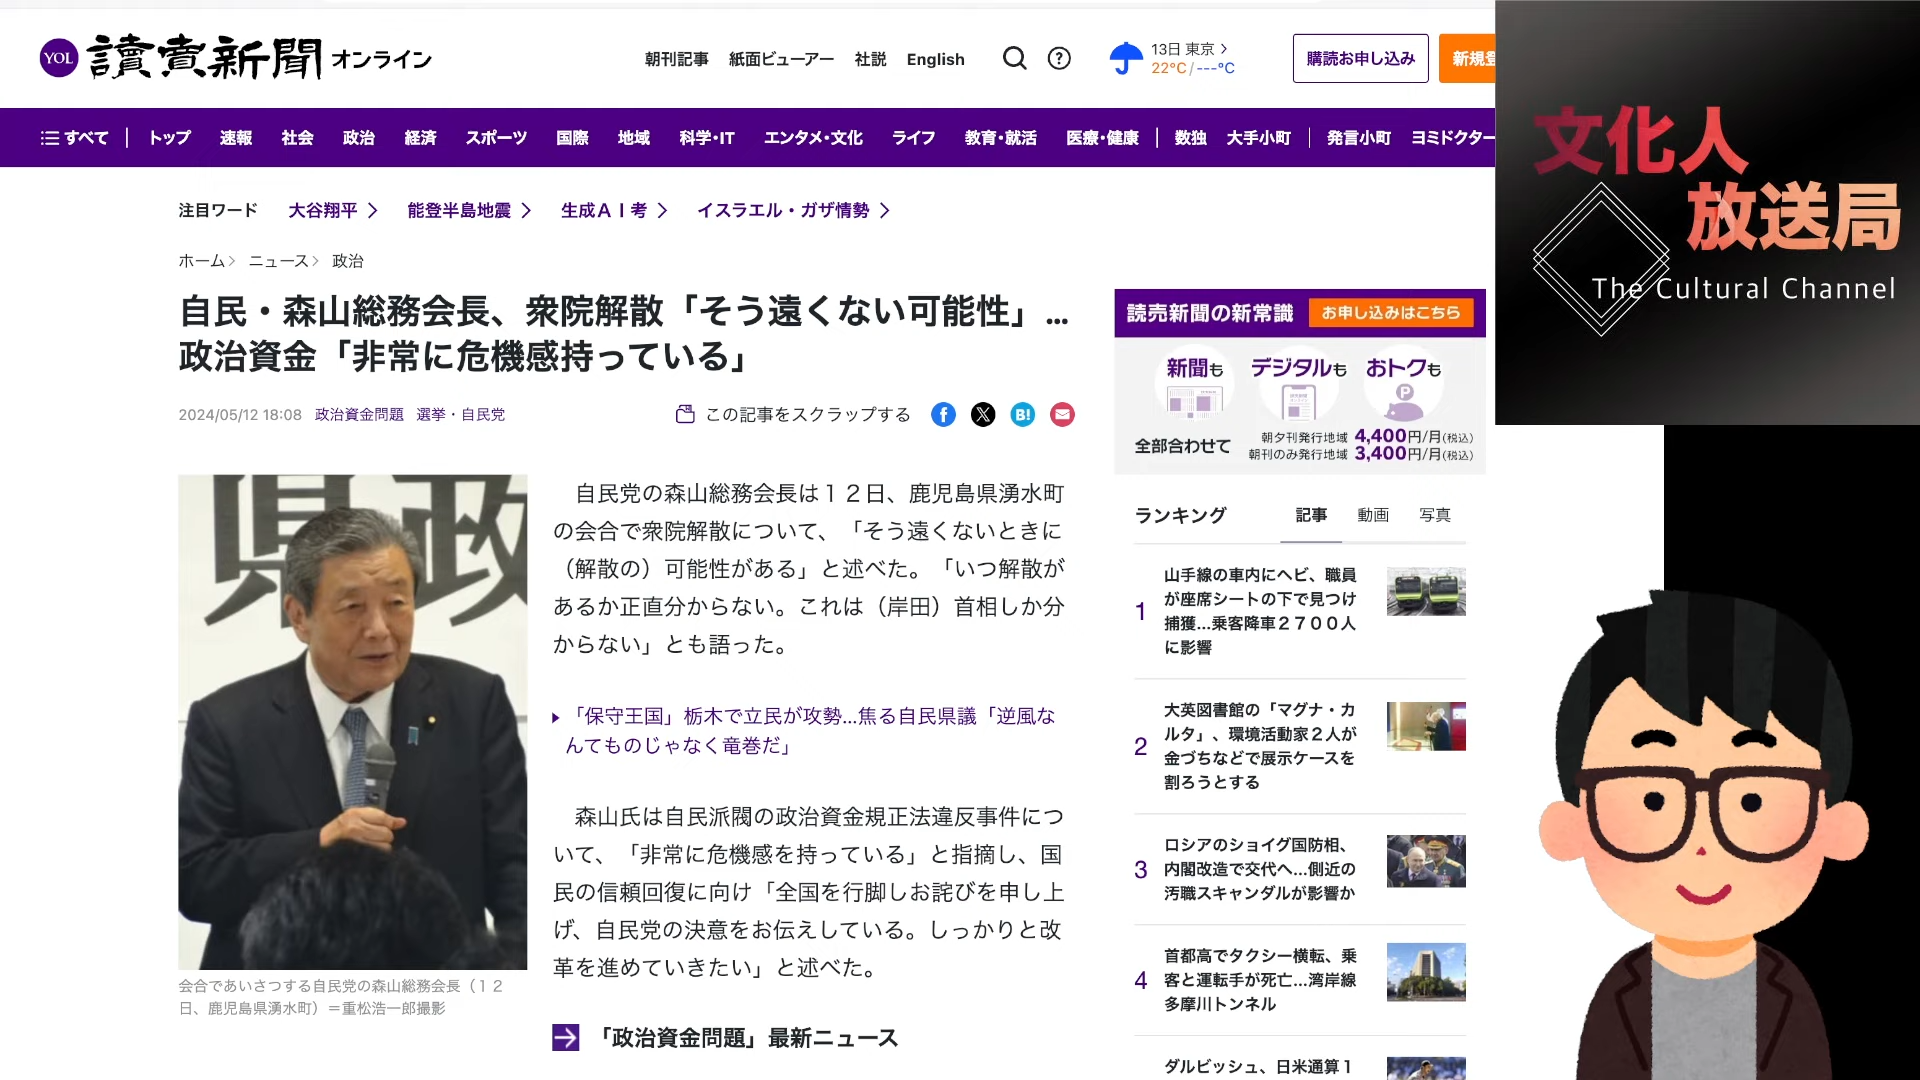 YOL 讀賣新聞 オンライン
朝刊記事 紙面ビューアー 社説 English
13日 東京
22℃/---℃
購読お申し込み
新規登
すべて トップ 速報 社会 政治 経済 スポーツ 国際 地域 科学・IT エンタメ・文化 ライフ 教育・就活 医療・健康 数独 大手小町 発言小町 ヨミドクター
注目ワード 大谷翔平 能登半島地震 生成ＡＩ考 イスラエル・ガザ情勢
ホーム ニュース 政治
自民・森山総務会長、衆院解散「そう遠くない可能性」…
政治資金「非常に危機感持っている」
2024/05/12 18:08 政治資金問題 選挙・自民党
この記事をスクラップする
B!
県政
会合であいさつする自民党の森山総務会長（１２
日、鹿児島県湧水町）＝重松浩一郎撮影
自民党の森山総務会長は１２日、鹿児島県湧水町
の会合で衆院解散について、「そう遠くないときに
（解散の）可能性がある」と述べた。「いつ解散が
あるか正直分からない。これは（岸田）首相しか分
からない」とも語った。
「保守王国」栃木で立民が攻勢…焦る自民県議「逆風な
んてものじゃなく竜巻だ」
森山氏は自民派閥の政治資金規正法違反事件につ
いて、「非常に危機感を持っている」と指摘し、国
民の信頼回復に向け「全国を行脚しお詫びを申し上
げ、自民党の決意をお伝えしている。しっかりと改
革を進めていきたい」と述べた。
「政治資金問題」最新ニュース
読売新聞の新常識 お申し込みはこちら
新聞も デジタルも おトクも
P
全部合わせて
朝夕刊発行地域 4,400円/月(税込)
朝刊のみ発行地域 3,400円/月(税込)
ランキング 記事 動画 写真
1
山手線の車内にヘビ、職員
が座席シートの下で見つけ
捕獲…乗客降車２７００人
に影響
2
大英図書館の「マグナ・カ
ルタ」、環境活動家２人が
金づちなどで展示ケースを
割ろうとする
3
ロシアのショイグ国防相、
内閣改造で交代へ…側近の
汚職スキャンダルが影響か
4
首都高でタクシー横転、乗
客と運転手が死亡…湾岸線
多摩川トンネル
ダルビッシュ、日米通算１
文化人
放送局
The Cultural Channel